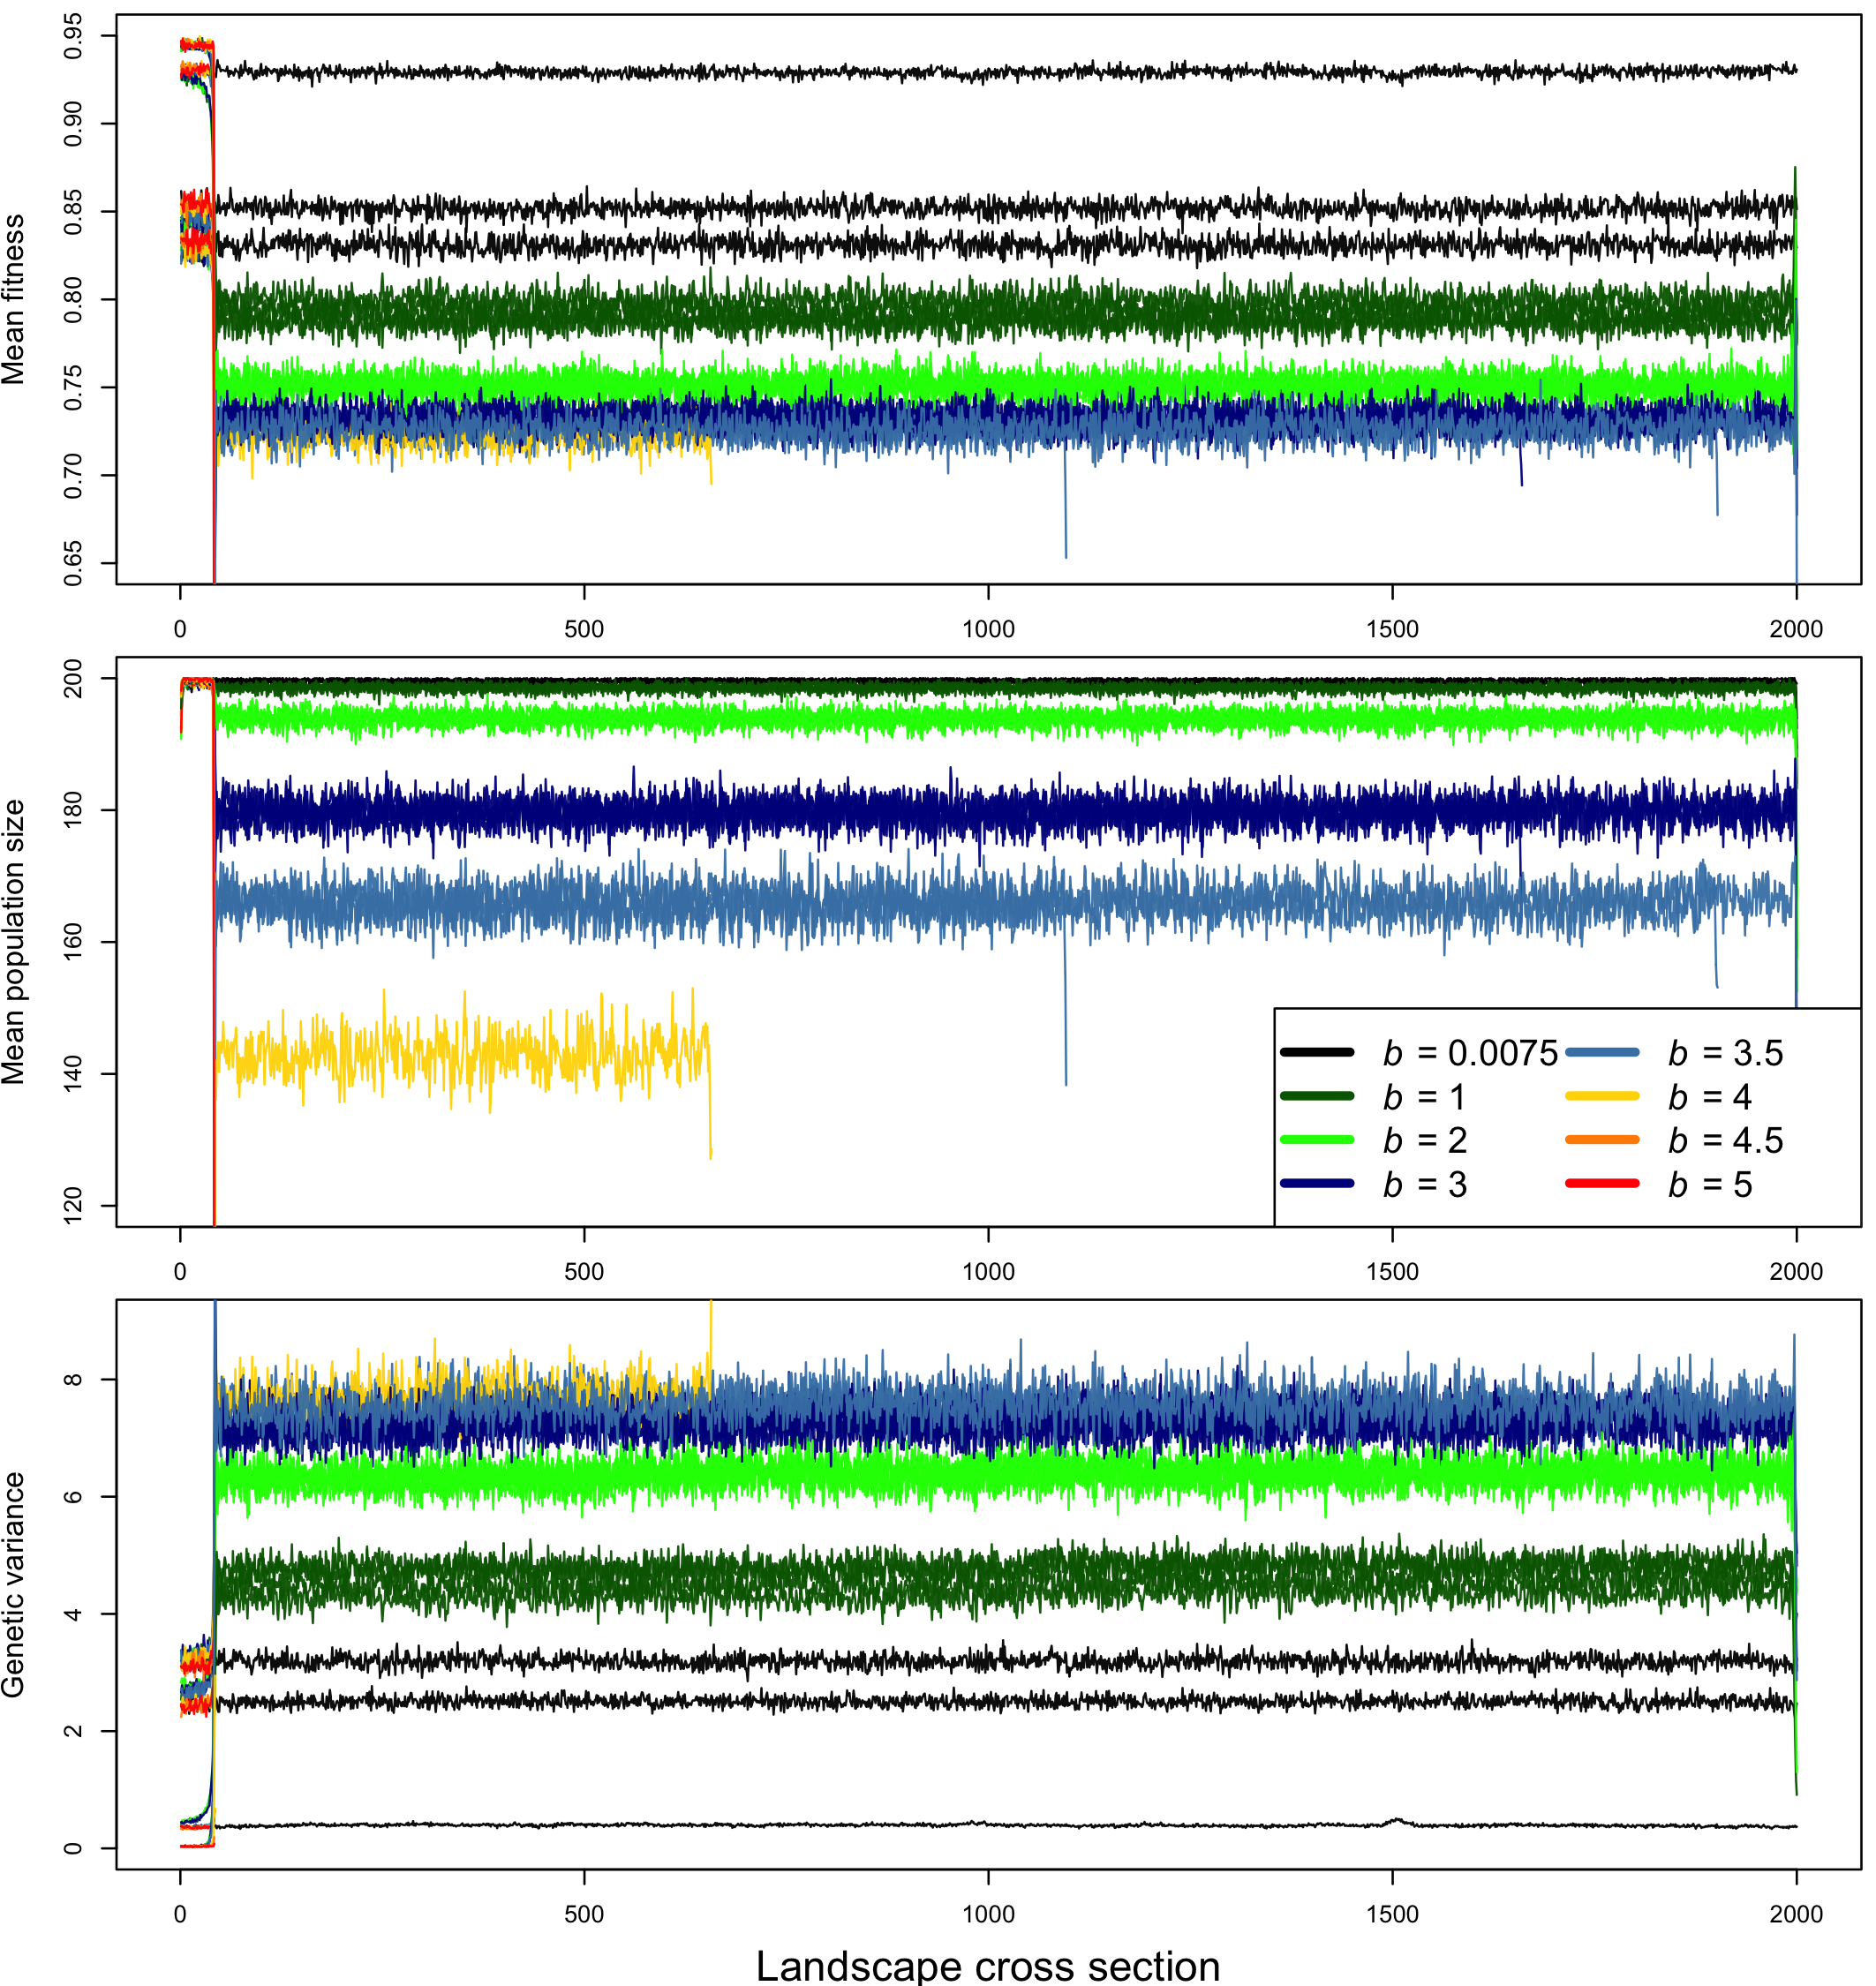 Mean fitness
0.95
0.90
0.85
0.80
0.75
0.70
0.65
0 500 1000 1500 2000
Mean population size
200
180
160
140
120
b = 0.0075 b = 3.5
b = 1 b = 4
b = 2 b = 4.5
b = 3 b = 5
0 500 1000 1500 2000
Genetic variance
8
6
4
2
0
0 500 1000 1500 2000
Landscape cross section